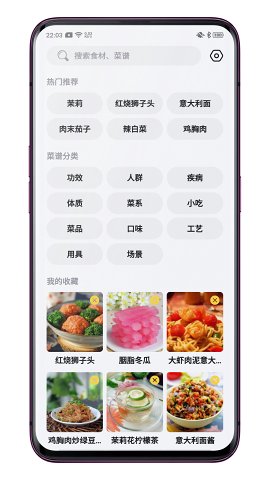 22:03
搜索食材、菜谱
热门推荐
茉莉 红烧狮子头 意大利面
肉末茄子 辣白菜 鸡胸肉
菜谱分类
功效 人群 疾病
体质 菜系 小吃
菜品 口味 工艺
用具 场景
我的收藏
红烧狮子头 胭脂冬瓜 大虾肉泥意大...
鸡胸肉炒绿豆... 茉莉花柠檬茶 意大利面酱